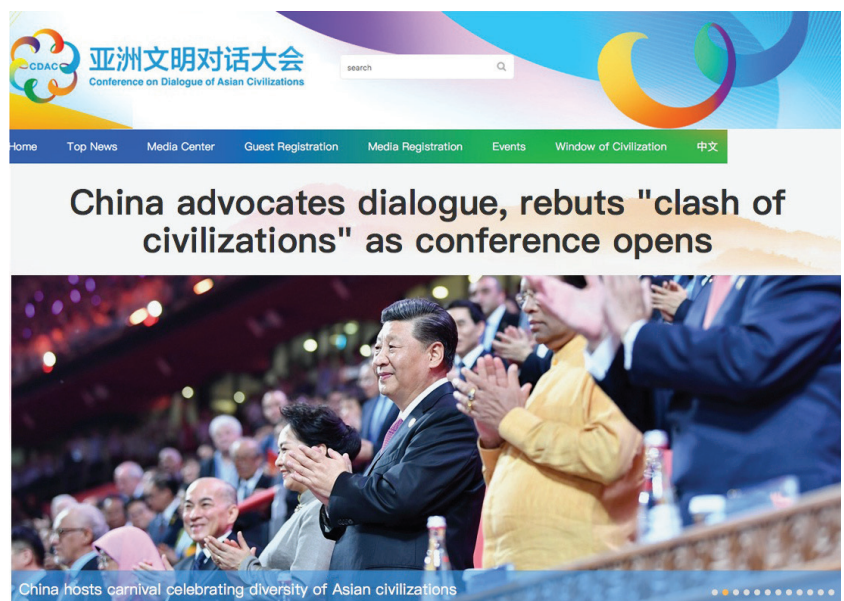 CDAC
亚洲文明对话大会
Conference on Dialogue of Asian Civilizations
search
Home Top News Media Center Guest Registration Media Registration Events Window of Civilization 中文
China advocates dialogue, rebuts "clash of
civilizations" as conference opens
China hosts carnival celebrating diversity of Asian civilizations